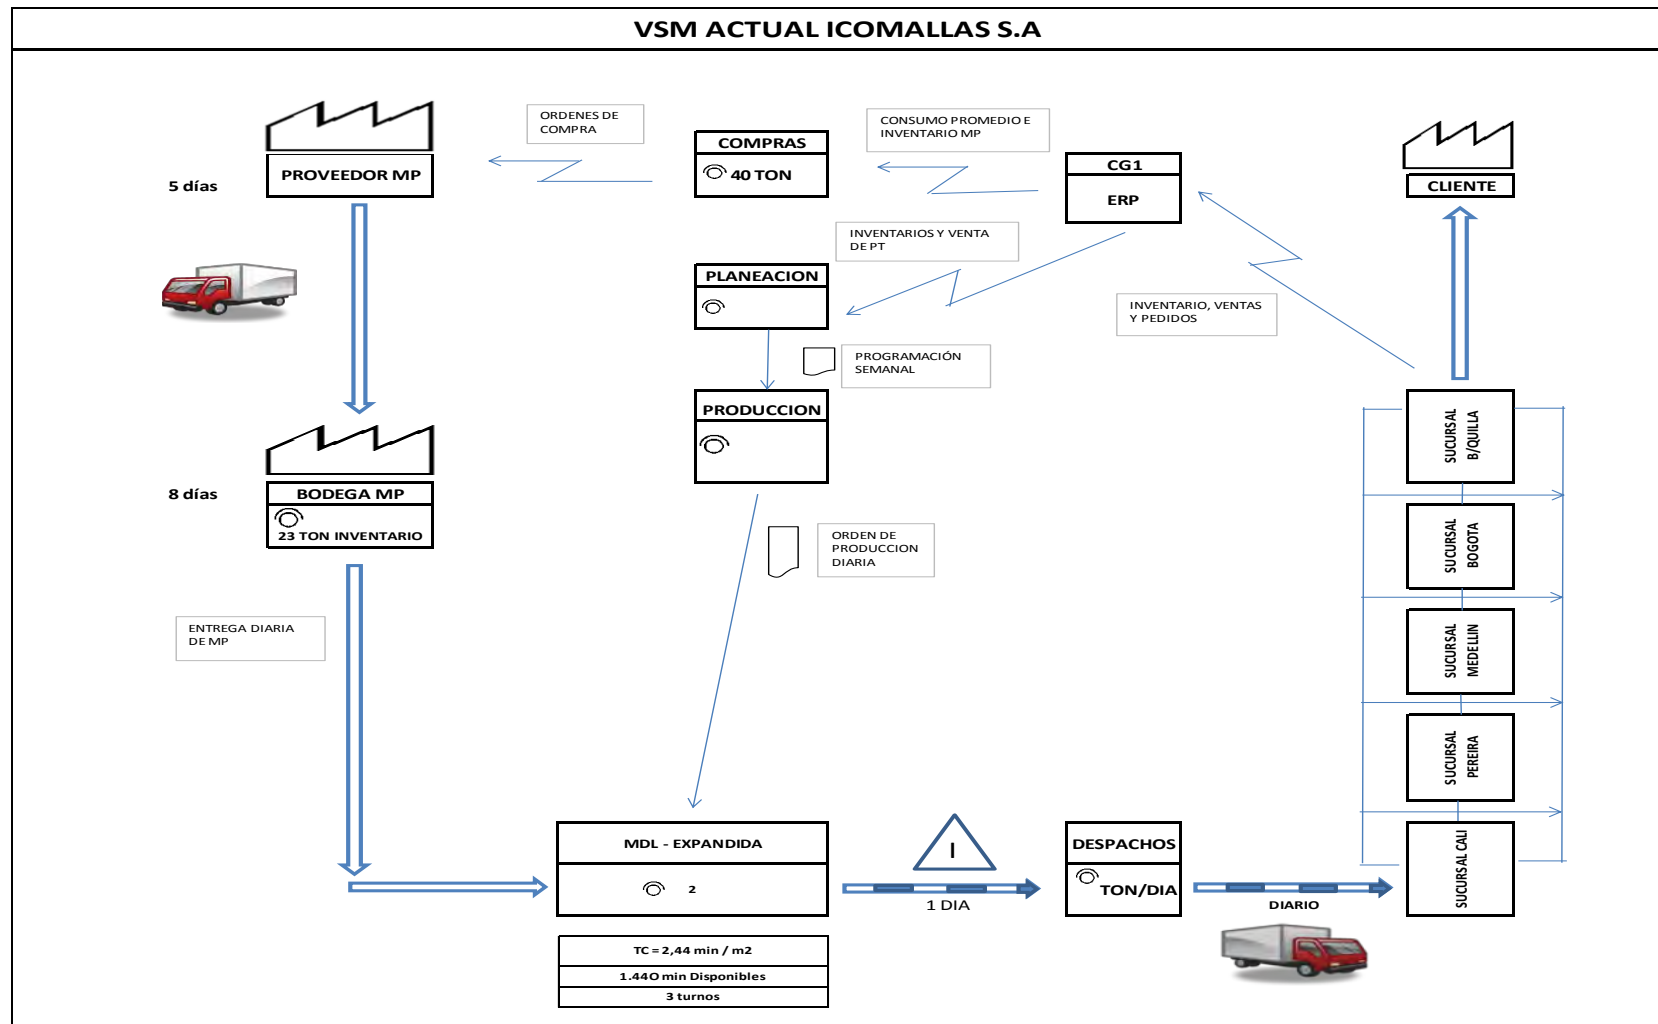 VSM ACTUAL ICOMALLAS S.A
ORDENES DE
COMPRA
COMPRAS
40 TON
CONSUMO PROMEDIO E
INVENTARIO MP
CG1
ERP
CLIENTE
PROVEEDOR MP
5 días
INVENTARIOS Y VENTA
DE PT
PLANEACION
INVENTARIO, VENTAS
Y PEDIDOS
PROGRAMACIÓN
SEMANAL
PRODUCCION
SUCURSAL
B/QUILLA
8 días
BODEGA MP
23 TON INVENTARIO
ORDEN DE
PRODUCCION
DIARIA
SUCURSAL
BOGOTA
ENTREGA DIARIA
DE MP
SUCURSAL
MEDELLIN
SUCURSAL
PEREIRA
MDL - EXPANDIDA
2
I
1 DIA
DESPACHOS
TON/DIA
DIARIO
SUCURSAL CALI
TC = 2,44 min / m2
1.44O min Disponibles
3 turnos